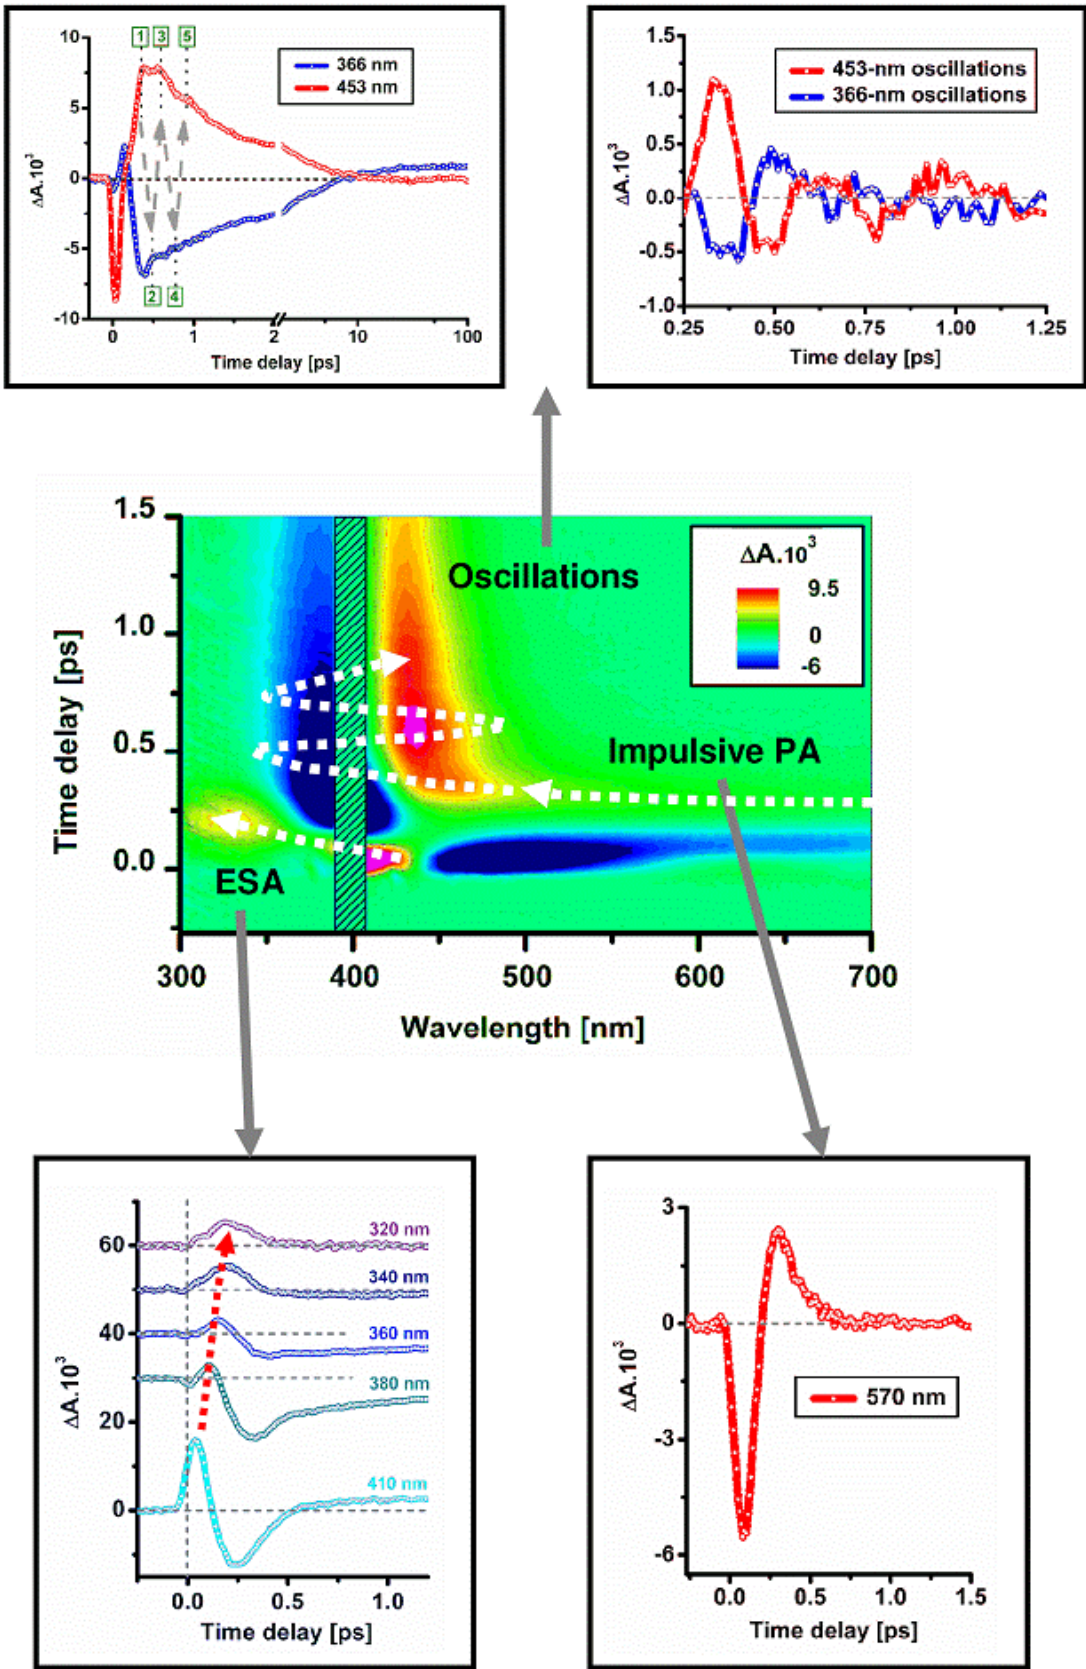 10
5
0
-5
-10
ΔA.10³
1
3
5
2
4
366 nm
453 nm
0
1
2
10
100
Time delay [ps]
1.5
1.0
0.5
0.0
-0.5
-1.0
ΔA.10³
453-nm oscillations
366-nm oscillations
0.25
0.50
0.75
1.00
1.25
Time delay [ps]
1.5
1.0
0.5
0.0
Time delay [ps]
Oscillations
ΔA.10³
9.5
0
-6
Impulsive PA
ESA
300
400
500
600
700
Wavelength [nm]
60
40
20
0
ΔA.10³
320 nm
340 nm
360 nm
380 nm
410 nm
0.0
0.5
1.0
Time delay [ps]
3
0
-3
-6
ΔA.10³
570 nm
0.0
0.5
1.0
1.5
Time delay [ps]